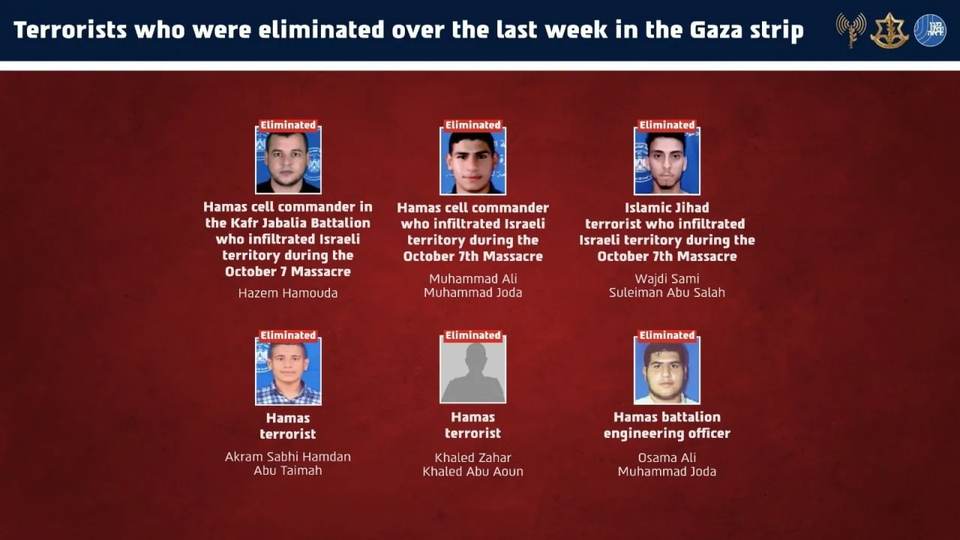 Terrorists who were eliminated over the last week in the Gaza strip
Eliminated
Hamas cell commander in
the Kafr Jabalia Battalion
who infiltrated Israeli
territory during the
October 7 Massacre
Hazem Hamouda
Eliminated
Hamas cell commander
who infiltrated Israeli
territory during the
October 7th Massacre
Muhammad Ali
Muhammad Joda
Eliminated
Islamic Jihad
terrorist who infiltrated
Israeli territory during the
October 7th Massacre
Wajdi Sami
Suleiman Abu Salah
Eliminated
Hamas
terrorist
Akram Sabhi Hamdan
Abu Taimah
Eliminated
Hamas
terrorist
Khaled Zahar
Khaled Abu Aoun
Eliminated
Hamas battalion
engineering officer
Osama Ali
Muhammad Joda